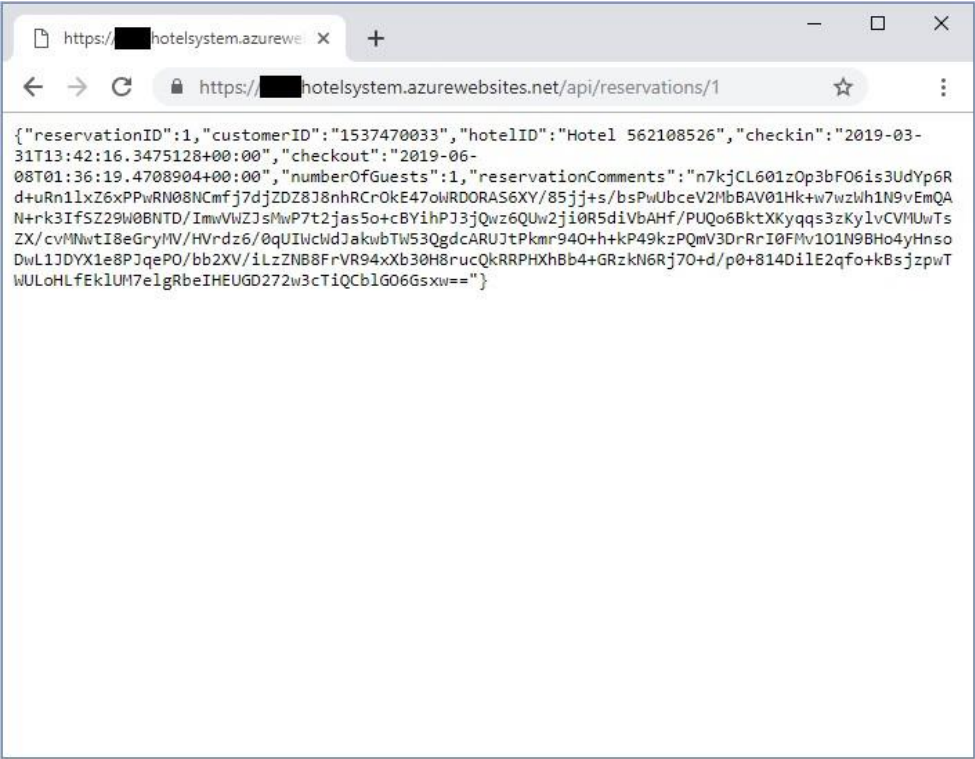 https:// hotelsystem.azurewe
https:// hotelsystem.azurewebsites.net/api/reservations/1
{"reservationID":1,"customerID":"1537470033","hotelID":"Hotel 562108526","checkin":"2019-03-
31T13:42:16.3475128+00:00","checkout":"2019-06-
08T01:36:19.4708904+00:00","numberOfGuests":1,"reservationComments":"n7kjCL601zOp3bFO6is3UdYp6R
d+uRn1lxZ6xPPwRN08NCmfj7djZDZ8J8nhRCrOkE47oWRDORAS6XY/85jj+s/bsPwUbceV2MbBAV01Hk+w7wzWh1N9vEmQA
N+rk3IfSZ29W0BNTD/ImwVWZJsMwP7t2jas5o+cBYihPJ3jQwz6QUw2ji0R5diVbAHf/PUQo6BktXKyqqs3zKylvCVMUwTs
ZX/cvMNwtI8eGryMV/HVrdz6/0qUIWcWdJakwbTW53QgdcARUJtPkmr94O+h+kP49kzPQmV3DrRrI0FMv1O1N9BHo4yHnso
DwL1JDYX1e8PJqePO/bb2XV/iLzZNB8FrVR94xXb30H8rucQkRRPHXhBb4+GRzkN6Rj7O+d/p0+814DilE2qfo+kBsjzpwT
WULoHLfEklUM7elgRbeIHEUGD272w3cTiQCblGO6Gsxw=="}